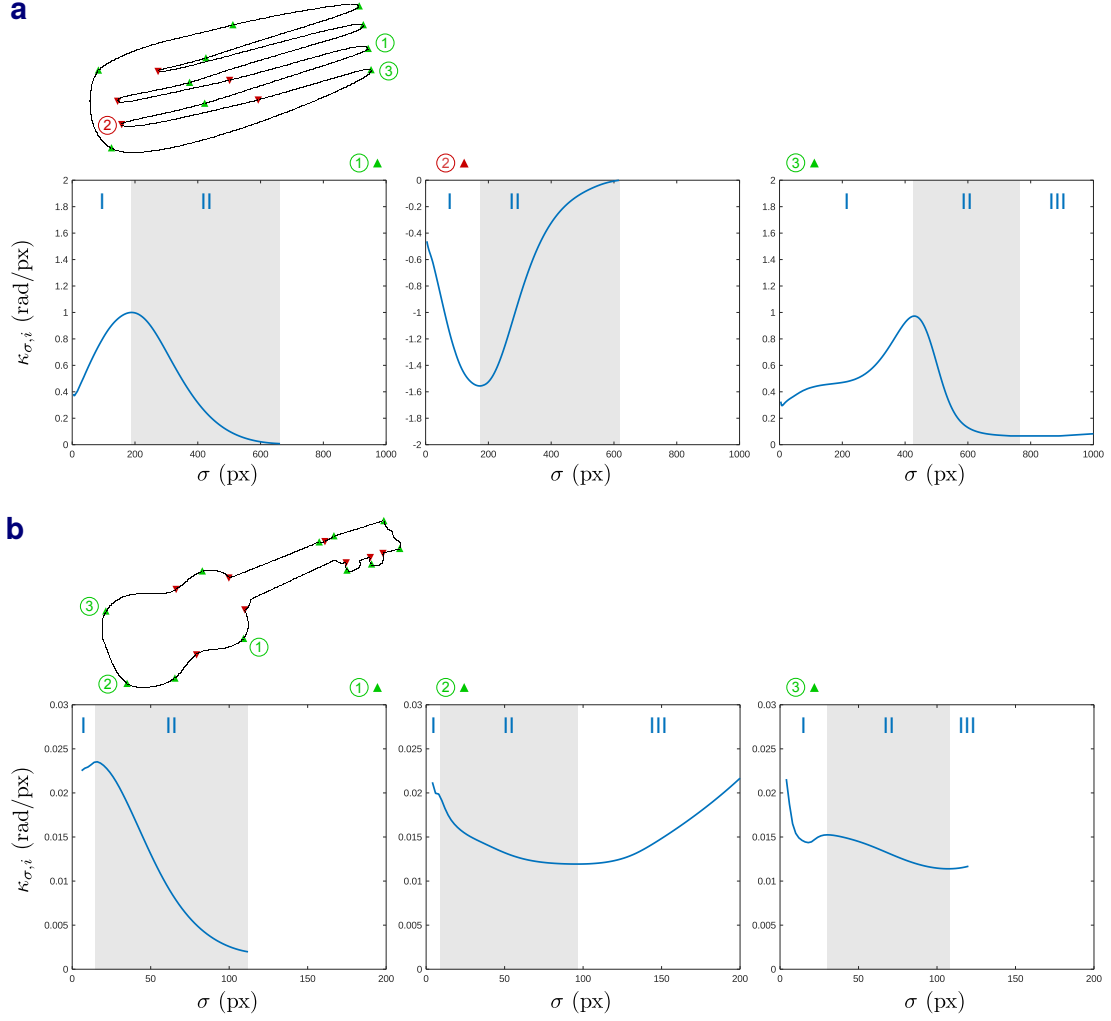 a
1
3
2
1 ▲
2 ▲
3 ▲
I II
I II
I II III
2 1.8 1.6 1.4 1.2 1 0.8 0.6 0.4 0.2 0
0 -0.2 -0.4 -0.6 -0.8 -1 -1.2 -1.4 -1.6 -1.8 -2
2 1.8 1.6 1.4 1.2 1 0.8 0.6 0.4 0.2 0
κσ,i (rad/px)
0 200 400 600 800 1000
0 200 400 600 800 1000
0 200 400 600 800 1000
σ (px)
σ (px)
σ (px)
b
3
1
2
1 ▲
2 ▲
3 ▲
I II
I II III
I II III
0.03 0.025 0.02 0.015 0.01 0.005 0
0.03 0.025 0.02 0.015 0.01 0.005 0
0.03 0.025 0.02 0.015 0.01 0.005 0
κσ,i (rad/px)
0 50 100 150 200
0 50 100 150 200
0 50 100 150 200
σ (px)
σ (px)
σ (px)